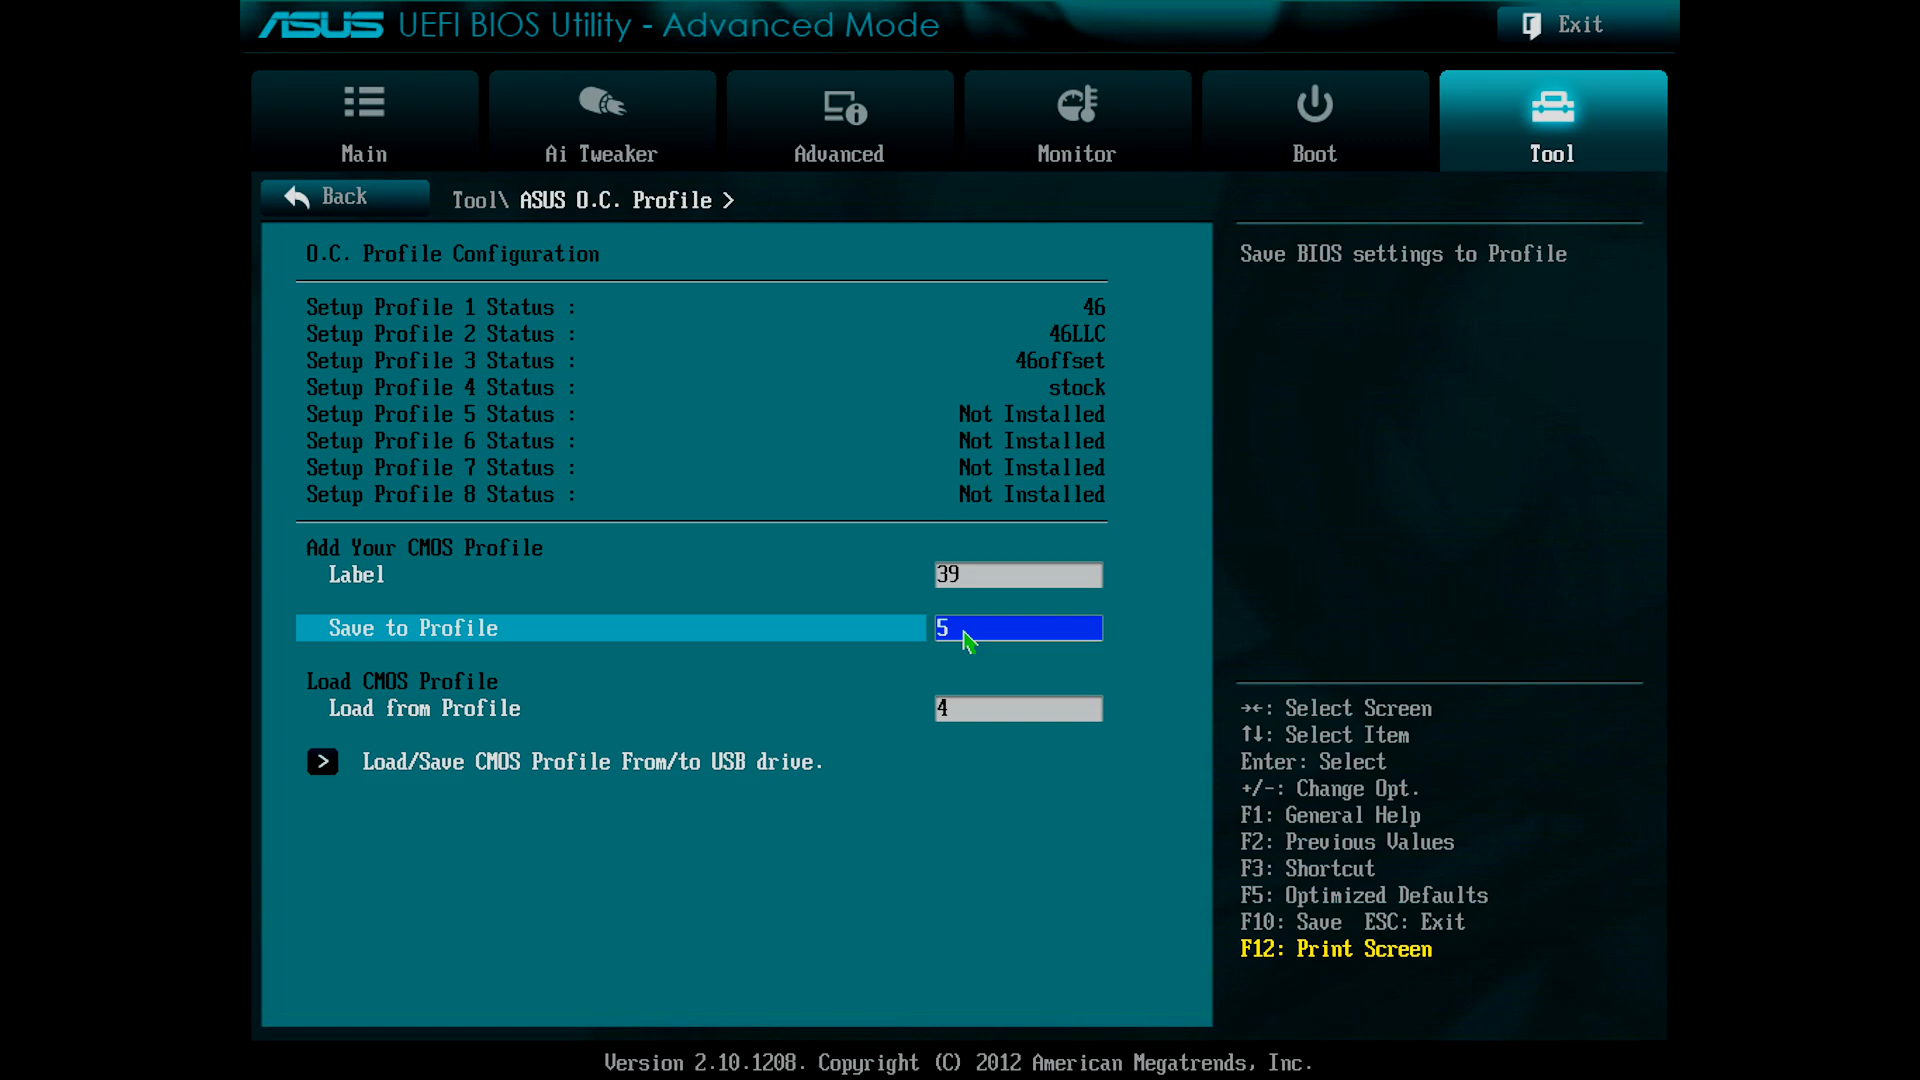 ASUS UEFI BIOS Utility - Advanced Mode
Exit
Main
Ai Tweaker
Advanced
Monitor
Boot
Tool
Back
Tool\ ASUS O.C. Profile >
O.C. Profile Configuration
Setup Profile 1 Status : 46
Setup Profile 2 Status : 46LLC
Setup Profile 3 Status : 46offset
Setup Profile 4 Status : stock
Setup Profile 5 Status : Not Installed
Setup Profile 6 Status : Not Installed
Setup Profile 7 Status : Not Installed
Setup Profile 8 Status : Not Installed
Add Your CMOS Profile
Label 39
Save to Profile 5
Load CMOS Profile
Load from Profile 4
> Load/Save CMOS Profile From/to USB drive.
Save BIOS settings to Profile
→←: Select Screen
↑↓: Select Item
Enter: Select
+/-: Change Opt.
F1: General Help
F2: Previous Values
F3: Shortcut
F5: Optimized Defaults
F10: Save ESC: Exit
F12: Print Screen
Version 2.10.1208. Copyright (C) 2012 American Megatrends, Inc.